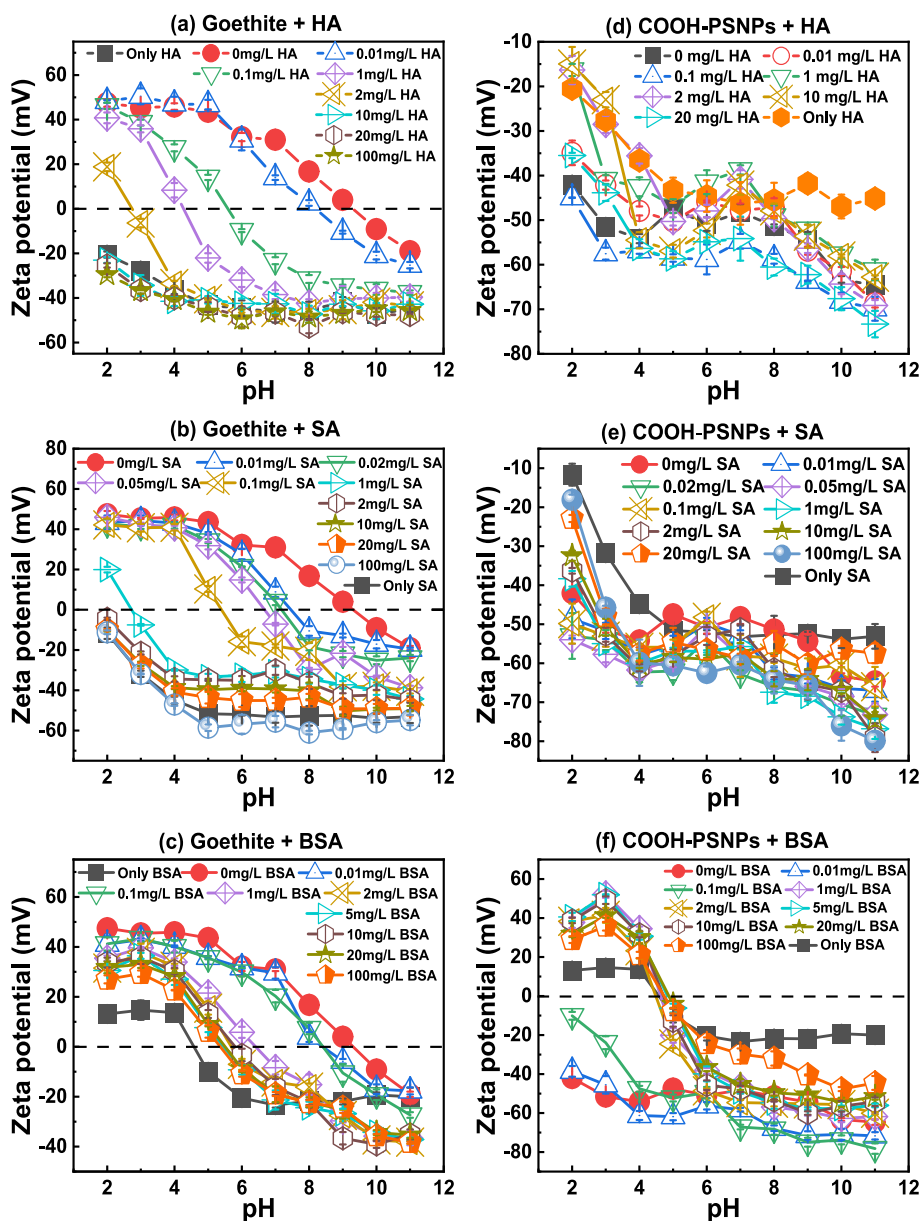 (a) Goethite + HA
Only HA
0mg/L HA
0.01mg/L HA
0.1mg/L HA
1mg/L HA
2mg/L HA
10mg/L HA
20mg/L HA
100mg/L HA
60
40
20
0
-20
-40
-60
Zeta potential (mV)
2 4 6 8 10 12
pH
(d) COOH-PSNPs + HA
0 mg/L HA
0.01 mg/L HA
0.1 mg/L HA
1 mg/L HA
2 mg/L HA
10 mg/L HA
20 mg/L HA
Only HA
-10
-20
-30
-40
-50
-60
-70
-80
Zeta potential (mV)
2 4 6 8 10 12
pH
(b) Goethite + SA
0mg/L SA
0.01mg/L SA
0.02mg/L SA
0.05mg/L SA
0.1mg/L SA
1mg/L SA
2mg/L SA
10mg/L SA
20mg/L SA
100mg/L SA
Only SA
80
60
40
20
0
-20
-40
-60
Zeta potential (mV)
2 4 6 8 10 12
pH
(e) COOH-PSNPs + SA
0mg/L SA
0.01mg/L SA
0.02mg/L SA
0.05mg/L SA
0.1mg/L SA
1mg/L SA
2mg/L SA
10mg/L SA
20mg/L SA
100mg/L SA
Only SA
-10
-20
-30
-40
-50
-60
-70
-80
Zeta potential (mV)
2 4 6 8 10 12
pH
(c) Goethite + BSA
Only BSA
0mg/L BSA
0.01mg/L BSA
0.1mg/L BSA
1mg/L BSA
2mg/L BSA
5mg/L BSA
10mg/L BSA
20mg/L BSA
100mg/L BSA
60
40
20
0
-20
-40
Zeta potential (mV)
2 4 6 8 10 12
pH
(f) COOH-PSNPs + BSA
0mg/L BSA
0.01mg/L BSA
0.1mg/L BSA
1mg/L BSA
2mg/L BSA
5mg/L BSA
10mg/L BSA
20mg/L BSA
100mg/L BSA
Only BSA
60
40
20
0
-20
-40
-60
-80
Zeta potential (mV)
2 4 6 8 10 12
pH